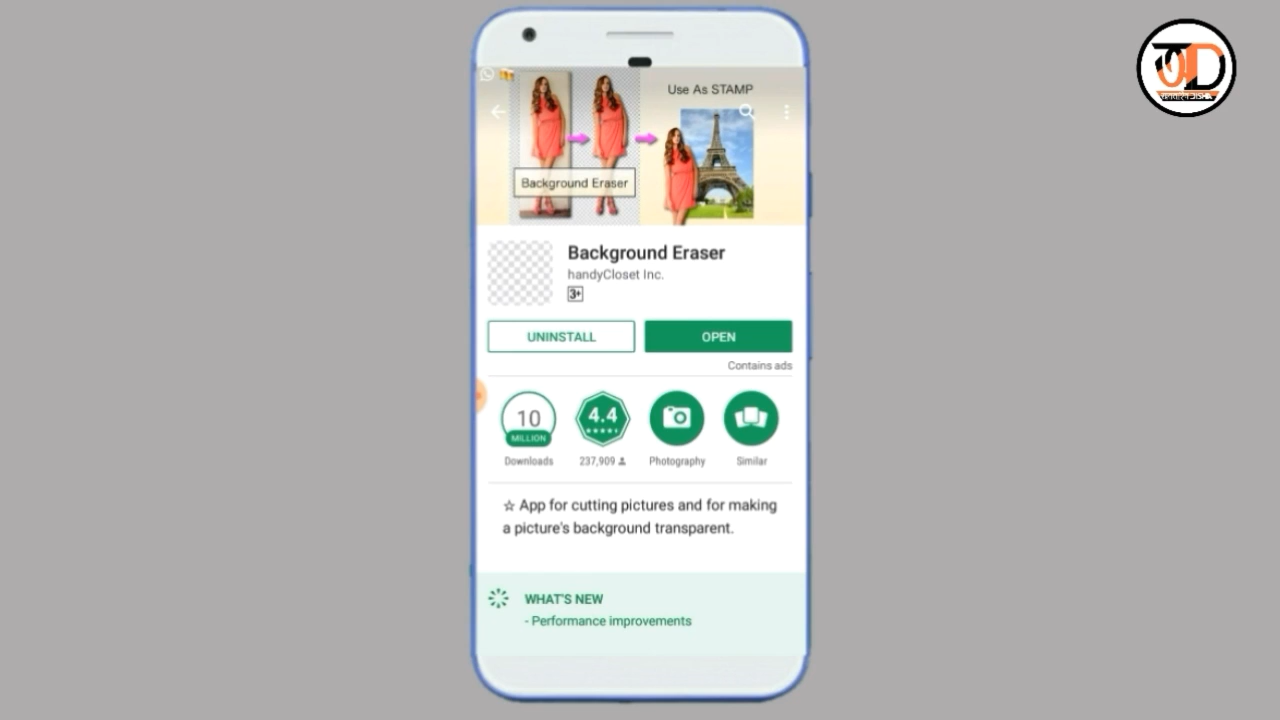 Use As STAMP
Background Eraser
Background Eraser
handyCloset Inc.
3+
UNINSTALL
OPEN
Contains ads
10
MILLION
4.4
Downloads
237,909
Photography
Similar
☆ App for cutting pictures and for making
a picture's background transparent.
WHAT'S NEW
- Performance improvements